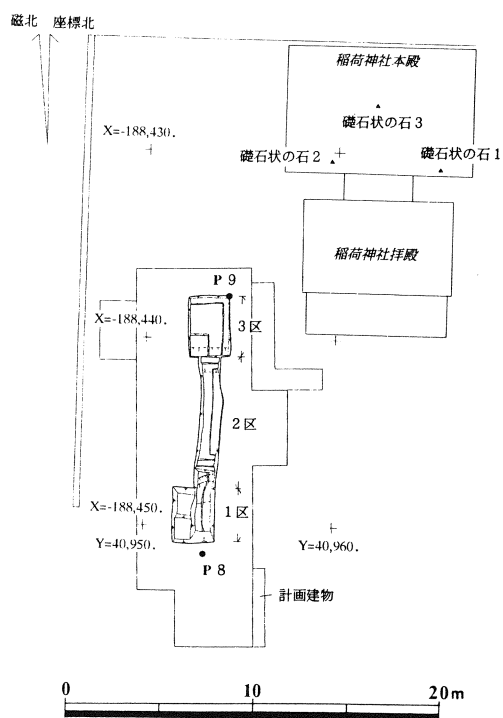 磁北 座標北
稲荷神社本殿
礎石状の石3
X=-188,430.
礎石状の石2
礎石状の石1
稲荷神社拝殿
P 9
X=-188,440.
3区
2区
X=-188,450.
1区
Y=40,950.
Y=40,960.
P 8
計画建物
0 10 20m